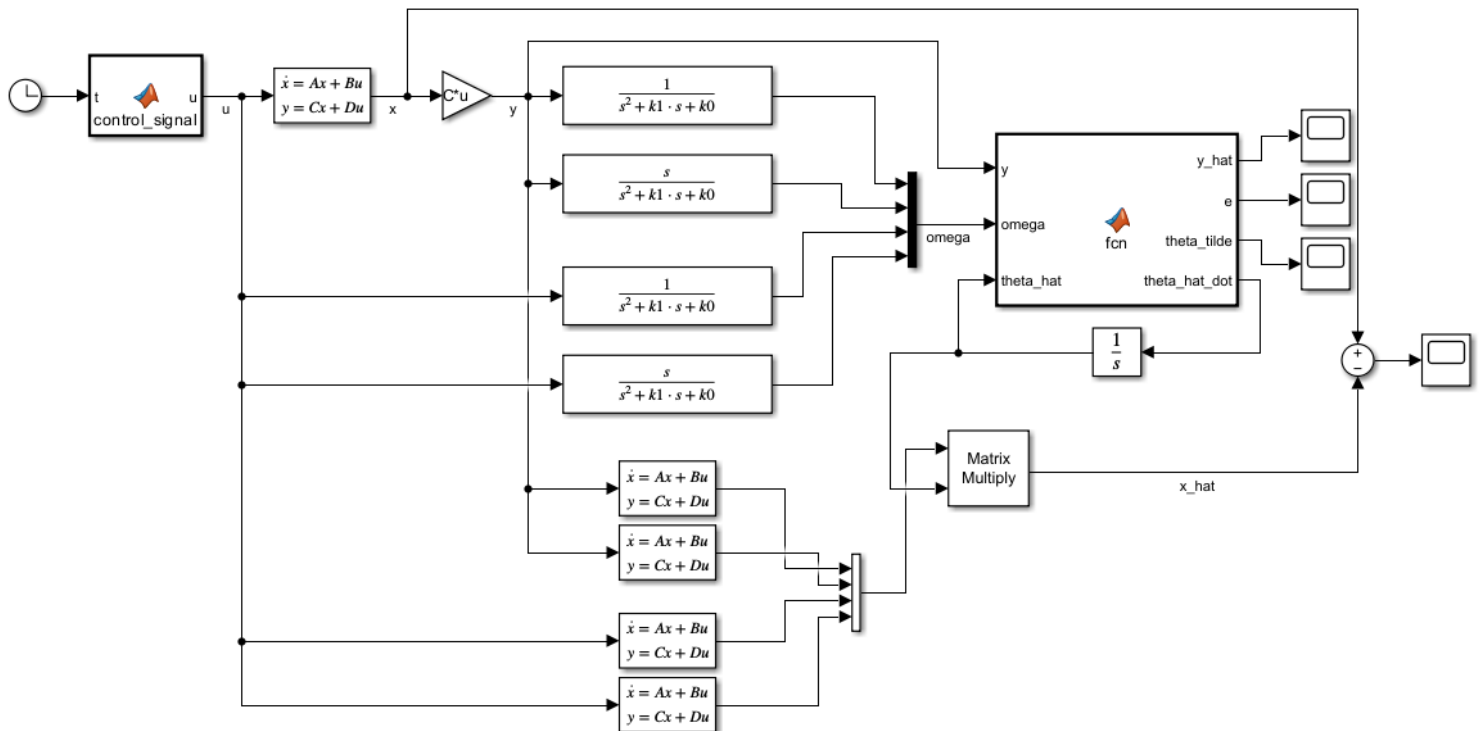 t
u
control_signal
u
ẋ = Ax + Bu
y = Cx + Du
x
C*u
y
1
s² + k1 · s + k0
s
s² + k1 · s + k0
1
s² + k1 · s + k0
s
s² + k1 · s + k0
omega
y
omega
theta_hat
fcn
y_hat
e
theta_tilde
theta_hat_dot
1
s
+
−
Matrix
Multiply
x_hat
ẋ = Ax + Bu
y = Cx + Du
ẋ = Ax + Bu
y = Cx + Du
ẋ = Ax + Bu
y = Cx + Du
ẋ = Ax + Bu
y = Cx + Du